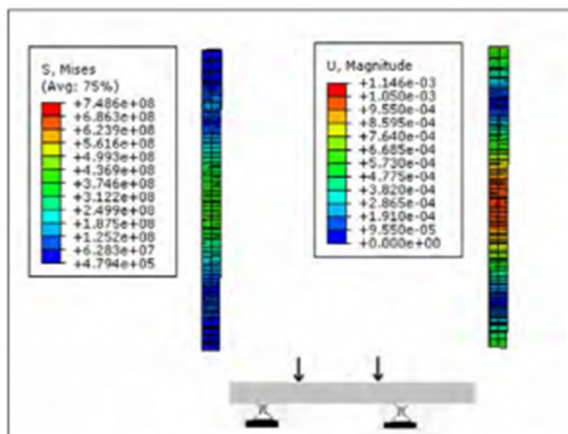 S, Mises
(Avg: 75%)
+7.486e+08
+6.863e+08
+6.239e+08
+5.616e+08
+4.993e+08
+4.369e+08
+3.746e+08
+3.122e+08
+2.499e+08
+1.875e+08
+1.252e+08
+6.283e+07
+4.794e+05
U, Magnitude
+1.146e-03
+1.050e-03
+9.550e-04
+8.595e-04
+7.640e-04
+6.685e-04
+5.730e-04
+4.775e-04
+3.820e-04
+2.865e-04
+1.910e-04
+9.550e-05
+0.000e+00